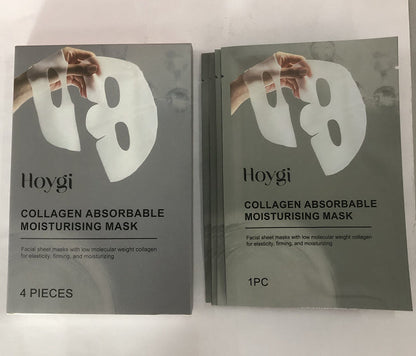 Hoygi
COLLAGEN ABSORBABLE
MOISTURISING MASK
Facial sheet masks with low molecular weight collagen
for elasticity, firming, and moisturizing
4 PIECES
Hoygi
COLLAGEN ABSORBABLE
MOISTURISING MASK
Facial sheet masks with low molecular weight collagen
for elasticity, firming, and moisturizing
1PC